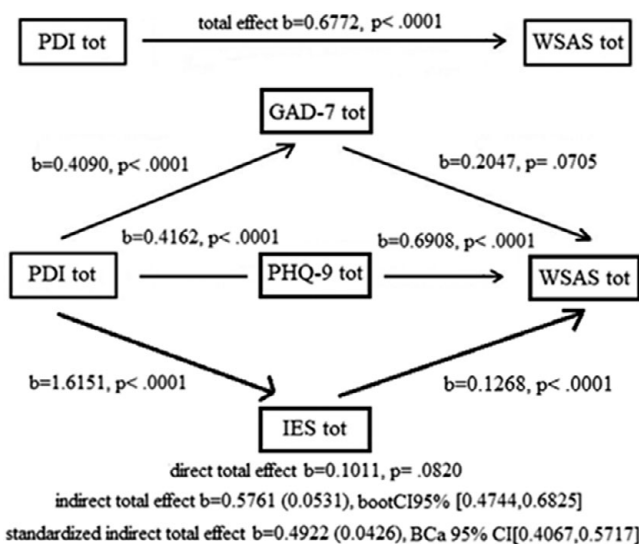 total effect b=0.6772, p< .0001
PDI tot
WSAS tot
GAD-7 tot
b=0.4090, p< .0001
b=0.2047, p= .0705
b=0.4162, p< .0001
b=0.6908, p< .0001
PDI tot
PHQ-9 tot
WSAS tot
b=1.6151, p< .0001
b=0.1268, p< .0001
IES tot
direct total effect b=0.1011, p= .0820
indirect total effect b=0.5761 (0.0531), bootCI95% [0.4744,0.6825]
standardized indirect total effect b=0.4922 (0.0426), BCa 95% CI[0.4067,0.5717]